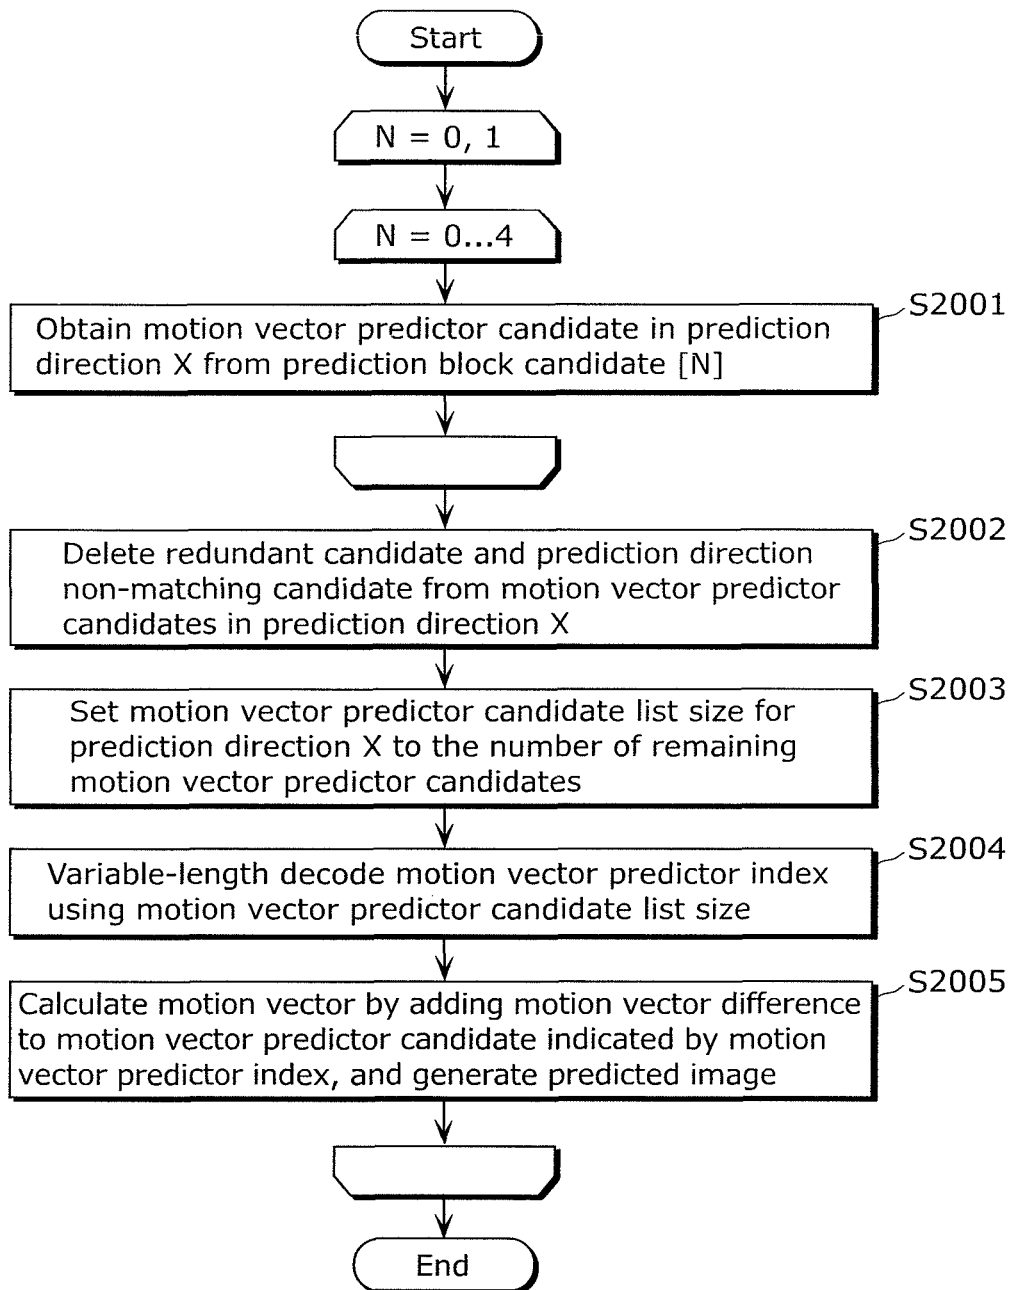 Start
N = 0, 1
N = 0...4
S2001
Obtain motion vector predictor candidate in prediction
direction X from prediction block candidate [N]
S2002
Delete redundant candidate and prediction direction
non-matching candidate from motion vector predictor
candidates in prediction direction X
S2003
Set motion vector predictor candidate list size for
prediction direction X to the number of remaining
motion vector predictor candidates
S2004
Variable-length decode motion vector predictor index
using motion vector predictor candidate list size
S2005
Calculate motion vector by adding motion vector difference
to motion vector predictor candidate indicated by motion
vector predictor index, and generate predicted image
End